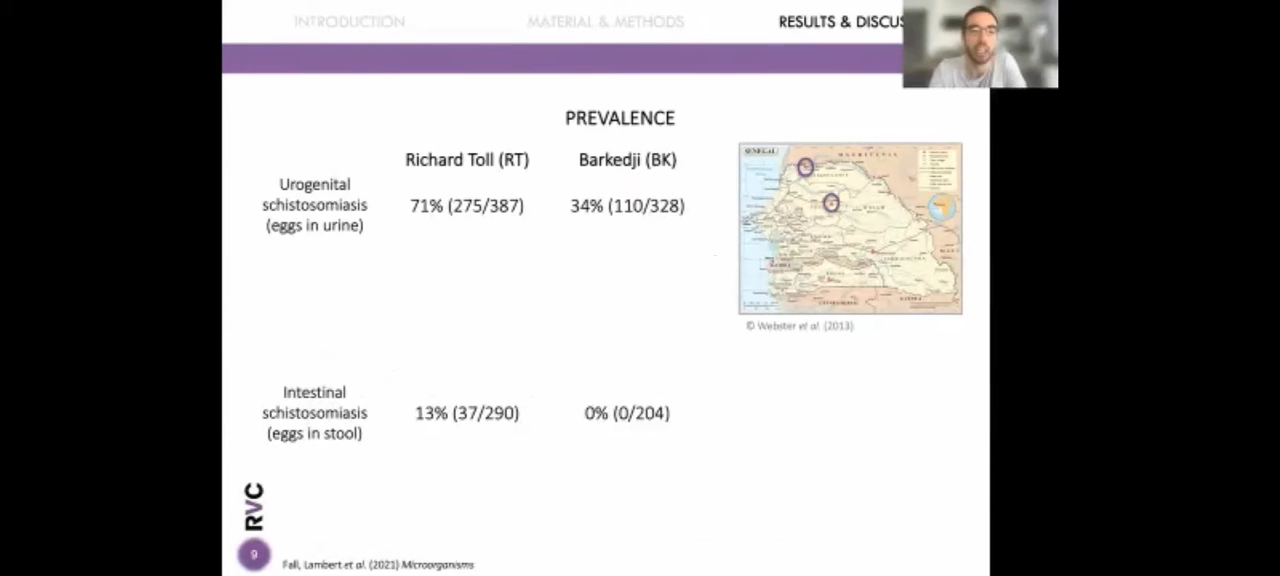 INTRODUCTION
MATERIAL & METHODS
RESULTS & DISCUS
PREVALENCE
Richard Toll (RT)
Barkedji (BK)
Urogenital
schistosomiasis
(eggs in urine)
71% (275/387)
34% (110/328)
SENEGAL
MAURITANIA
© Webster et al. (2013)
Intestinal
schistosomiasis
(eggs in stool)
13% (37/290)
0% (0/204)
RVC
9
Fall, Lambert et al. (2021) Microorganisms